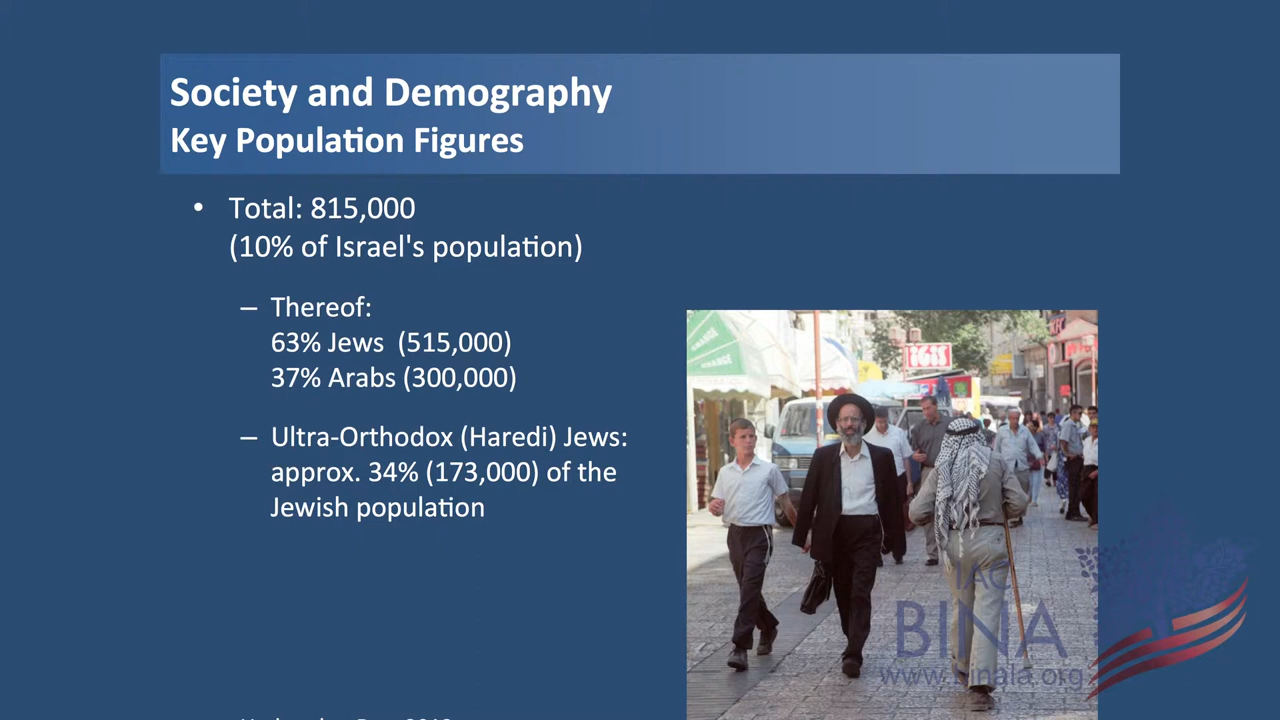 Society and Demography
Key Population Figures
• Total: 815,000
(10% of Israel's population)
– Thereof:
63% Jews (515,000)
37% Arabs (300,000)
– Ultra-Orthodox (Haredi) Jews:
approx. 34% (173,000) of the
Jewish population
KFC
IAC
BINA
www.binala.org